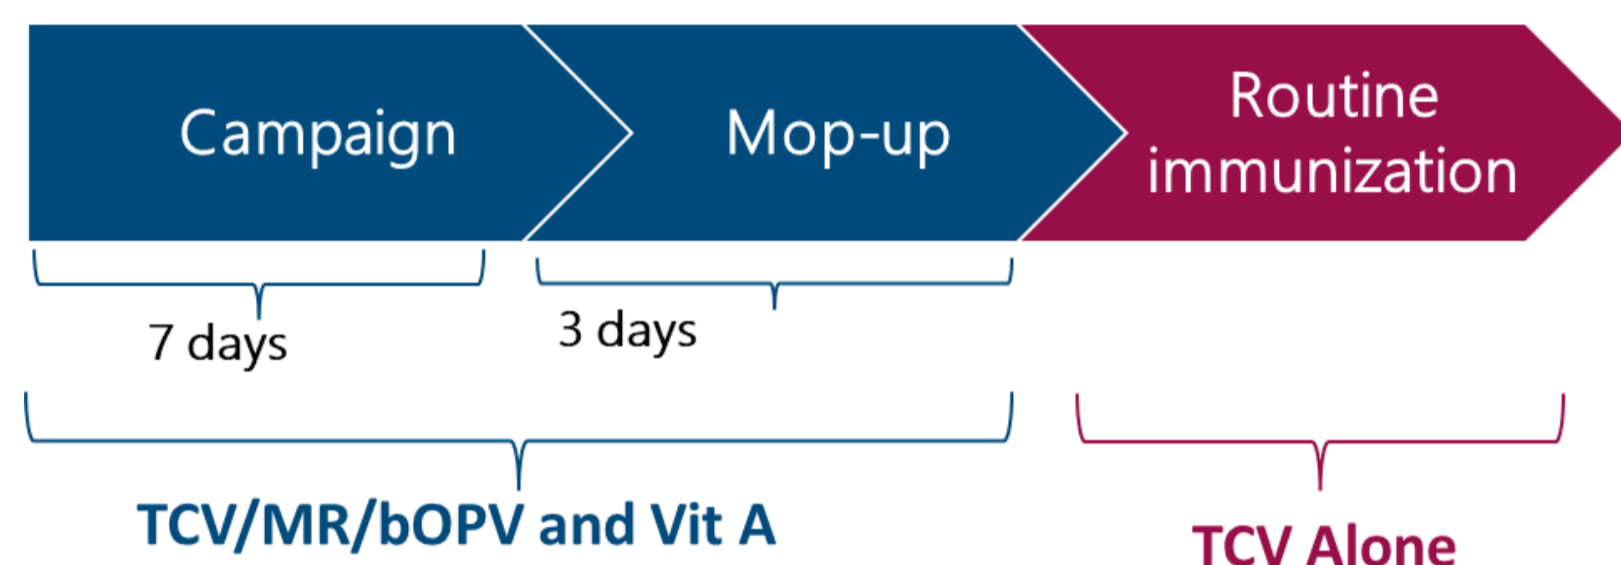 Campaign
Mop-up
Routine
immunization
7 days
3 days
TCV/MR/bOPV and Vit A
TCV Alone